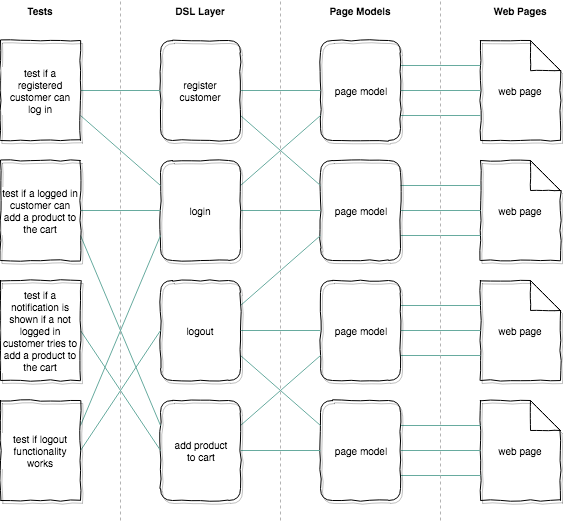 Tests
DSL Layer
Page Models
Web Pages
test if a
registered
customer can
log in
register
customer
page model
web page
test if a logged in
customer can
add a product to
the cart
login
page model
web page
test if a
notification is
shown if a not
logged in
customer tries to
add a product to
the cart
logout
page model
web page
test if logout
functionality
works
add product
to cart
page model
web page